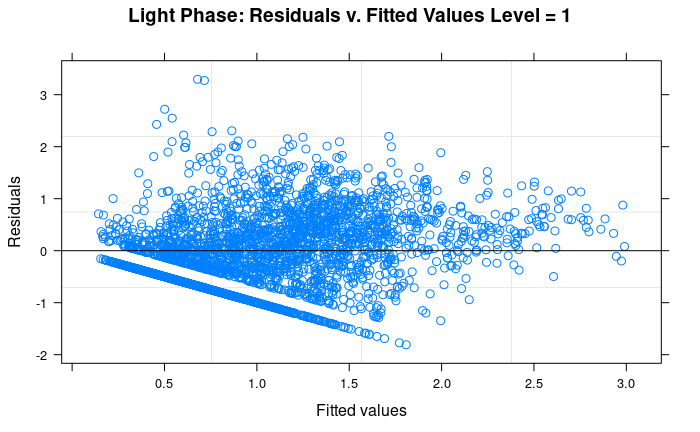 Light Phase: Residuals v. Fitted Values Level = 1
Residuals
3
2
1
0
-1
-2
0.5 1.0 1.5 2.0 2.5 3.0
Fitted values